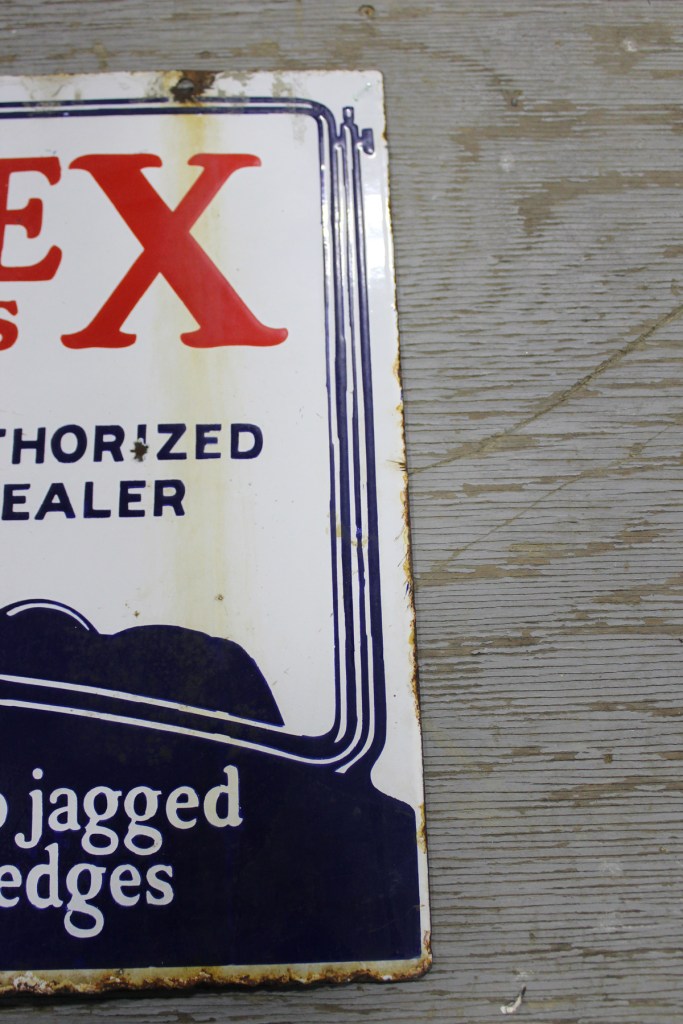 EX
S
THORIZED
EALER
o jagged
edges